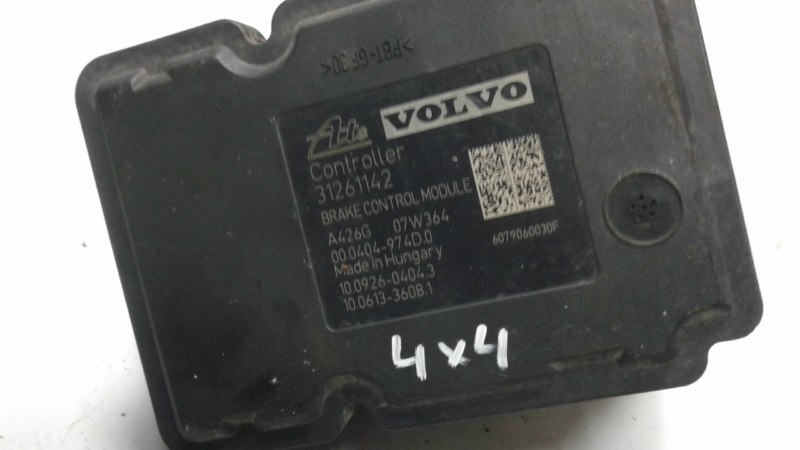 >PBT-GF30<
Ate VOLVO
Controller
31261142
BRAKE CONTROL MODULE
A426G 07W364
00.0404-974D.0
Made in Hungary
10.0926-0404.3
10.0613-3608.1
6079060030F
4x4